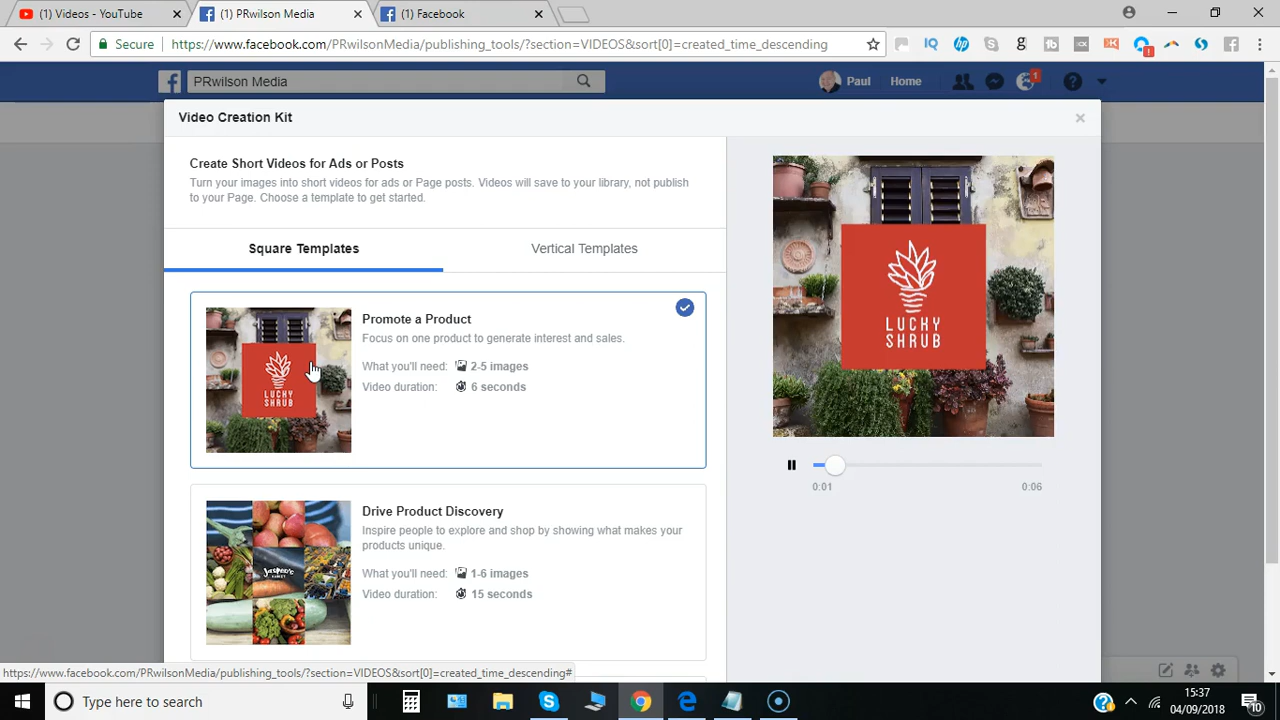 (1) Videos - YouTube
(1) PRwilson Media
(1) Facebook
Secure
https://www.facebook.com/PRwilsonMedia/publishing_tools/?section=VIDEOS&sort[0]=created_time_descending
PRwilson Media
Paul
Home
1
Video Creation Kit
Create Short Videos for Ads or Posts
Turn your images into short videos for ads or Page posts. Videos will save to your library, not publish
to your Page. Choose a template to get started.
Square Templates
Vertical Templates
Promote a Product
Focus on one product to generate interest and sales.
What you'll need: 2-5 images
Video duration: 6 seconds
LUCKY
SHRUB
LUCKY
SHRUB
0:01
0:06
Drive Product Discovery
Inspire people to explore and shop by showing what makes your
products unique.
What you'll need: 1-6 images
Video duration: 15 seconds
https://www.facebook.com/PRwilsonMedia/publishing_tools/?section=VIDEOS&sort[0]=created_time_descending#
Type here to search
15:37
04/09/2018
10